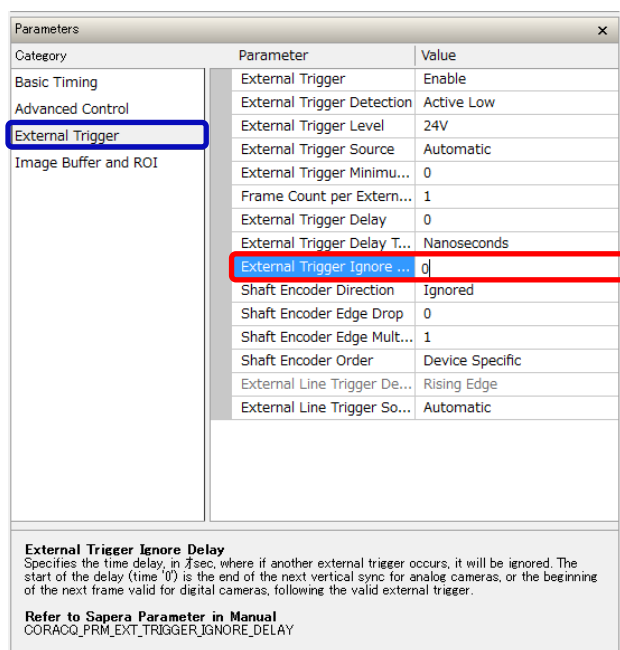 Parameters
Category Parameter Value
Basic Timing
Advanced Control
External Trigger
Image Buffer and ROI
External Trigger Enable
External Trigger Detection Active Low
External Trigger Level 24V
External Trigger Source Automatic
External Trigger Minimu... 0
Frame Count per Extern... 1
External Trigger Delay 0
External Trigger Delay T... Nanoseconds
External Trigger Ignore ... 0
Shaft Encoder Direction Ignored
Shaft Encoder Edge Drop 0
Shaft Encoder Edge Mult... 1
Shaft Encoder Order Device Specific
External Line Trigger De... Rising Edge
External Line Trigger So... Automatic
External Trigger Ignore Delay
Specifies the time delay, in ｵsec, where if another external trigger occurs, it will be ignored. The
start of the delay (time '0') is the end of the next vertical sync for analog cameras, or the beginning
of the next frame valid for digital cameras, following the valid external trigger.
Refer to Sapera Parameter in Manual
CORACQ_PRM_EXT_TRIGGER_IGNORE_DELAY